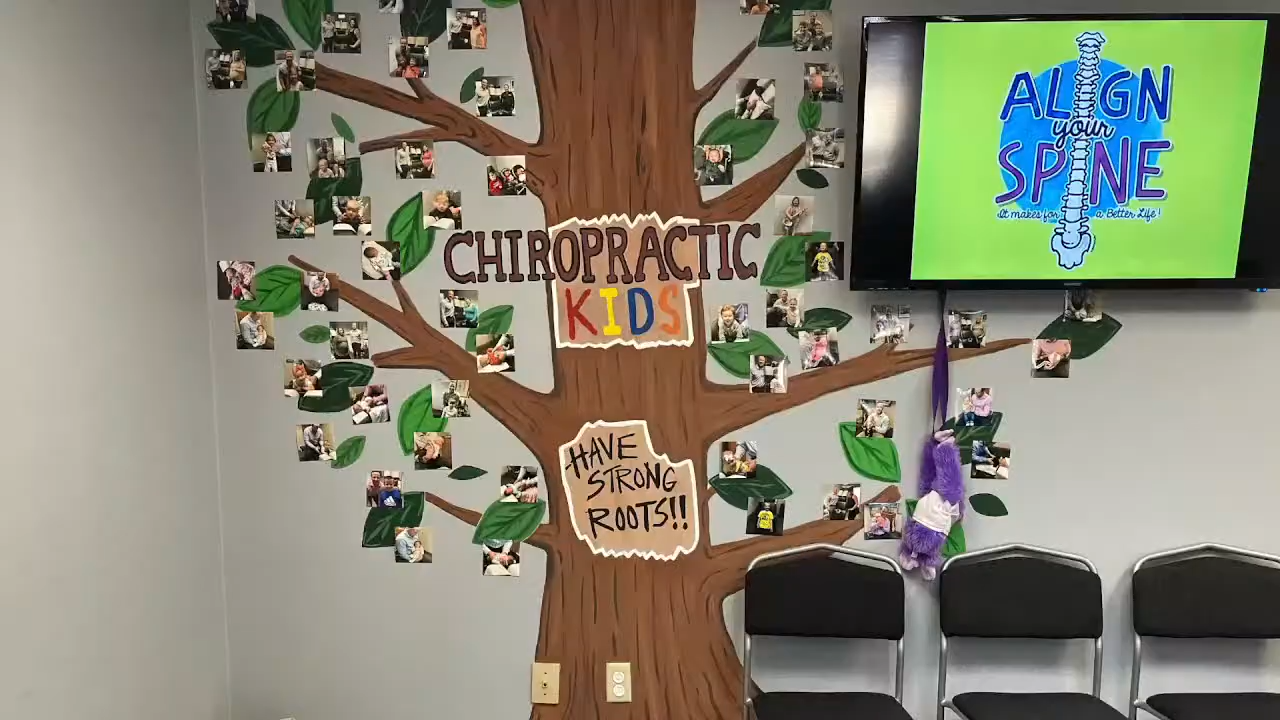 CHIROPRACTIC
KIDS
HAVE
STRONG
ROOTS!!
ALIGN
your
SPINE
It makes for a Better Life!